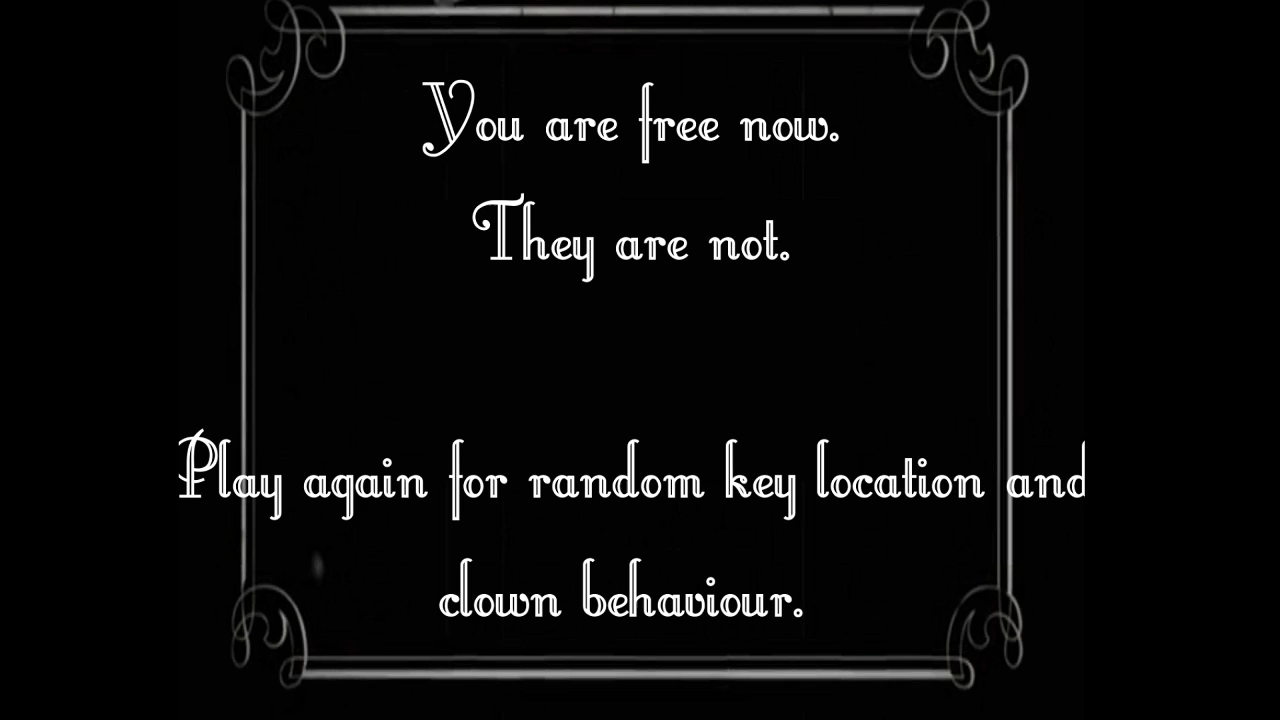 You are free now.
They are not.
Play again for random key location and
clown behaviour.